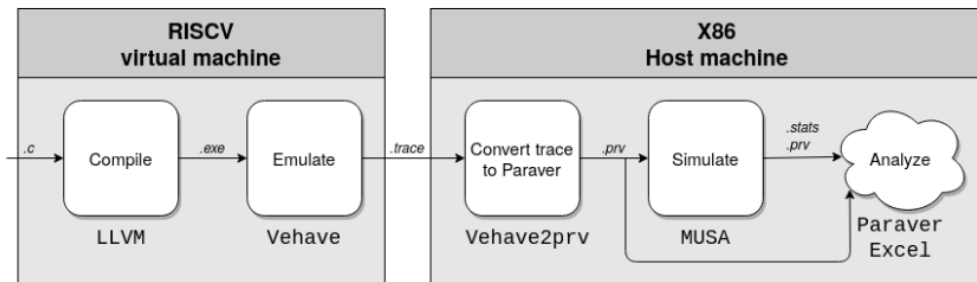 RISCV
virtual machine
X86
Host machine
.c
Compile
.exe
Emulate
.trace
Convert trace
to Paraver
.prv
Simulate
.stats
.prv
Analyze
LLVM
Vehave
Vehave2prv
MUSA
Paraver
Excel